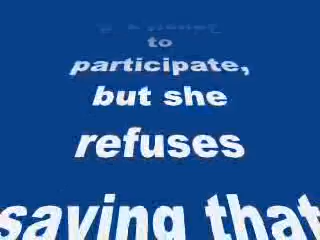 to
participate,
but she
refuses
saying that